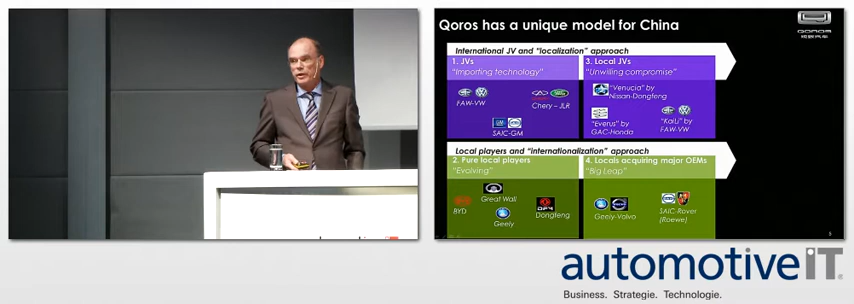 Qoros has a unique model for China
QOROS
International JV and "localization" approach
1. JVs
"Importing technology"
FAW-VW
Chery – JLR
SAIC-GM
3. Local JVs
"Unwilling compromise"
"Venucia" by
Nissan-Dongfeng
"Everus" by
GAC-Honda
"KaiLi" by
FAW-VW
Local players and "internationalization" approach
2. Pure local players
"Evolving"
BYD
Great Wall
Geely
Dongfeng
4. Locals acquiring major OEMs
"Big Leap"
Geely-Volvo
SAIC-Rover
(Roewe)
5
automotiveIT
Business. Strategie. Technologie.